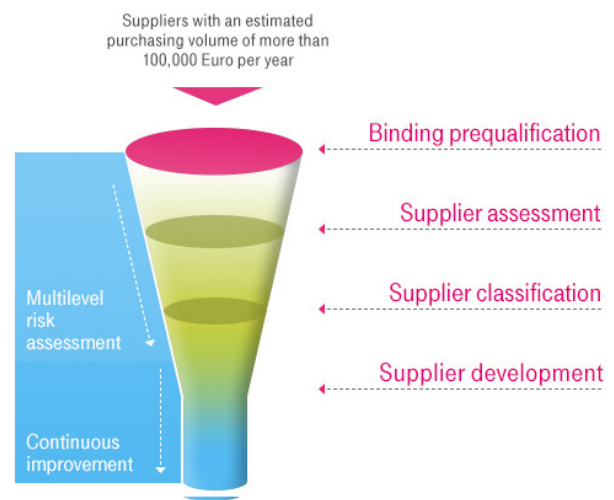 Suppliers with an estimated
purchasing volume of more than
100,000 Euro per year
Binding prequalification
Supplier assessment
Supplier classification
Supplier development
Multilevel
risk
assessment
Continuous
improvement